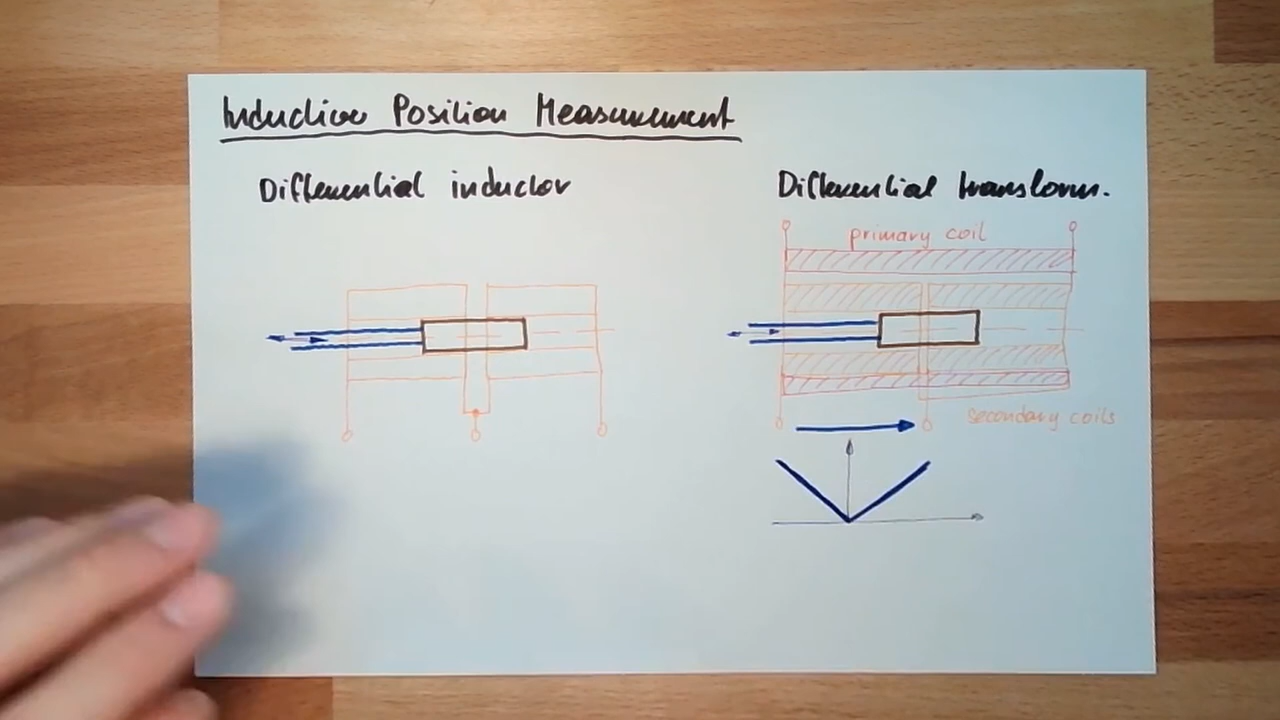 Inductive Position Measurement
Differential inductor
Differential transform.
primary coil
secondary coils